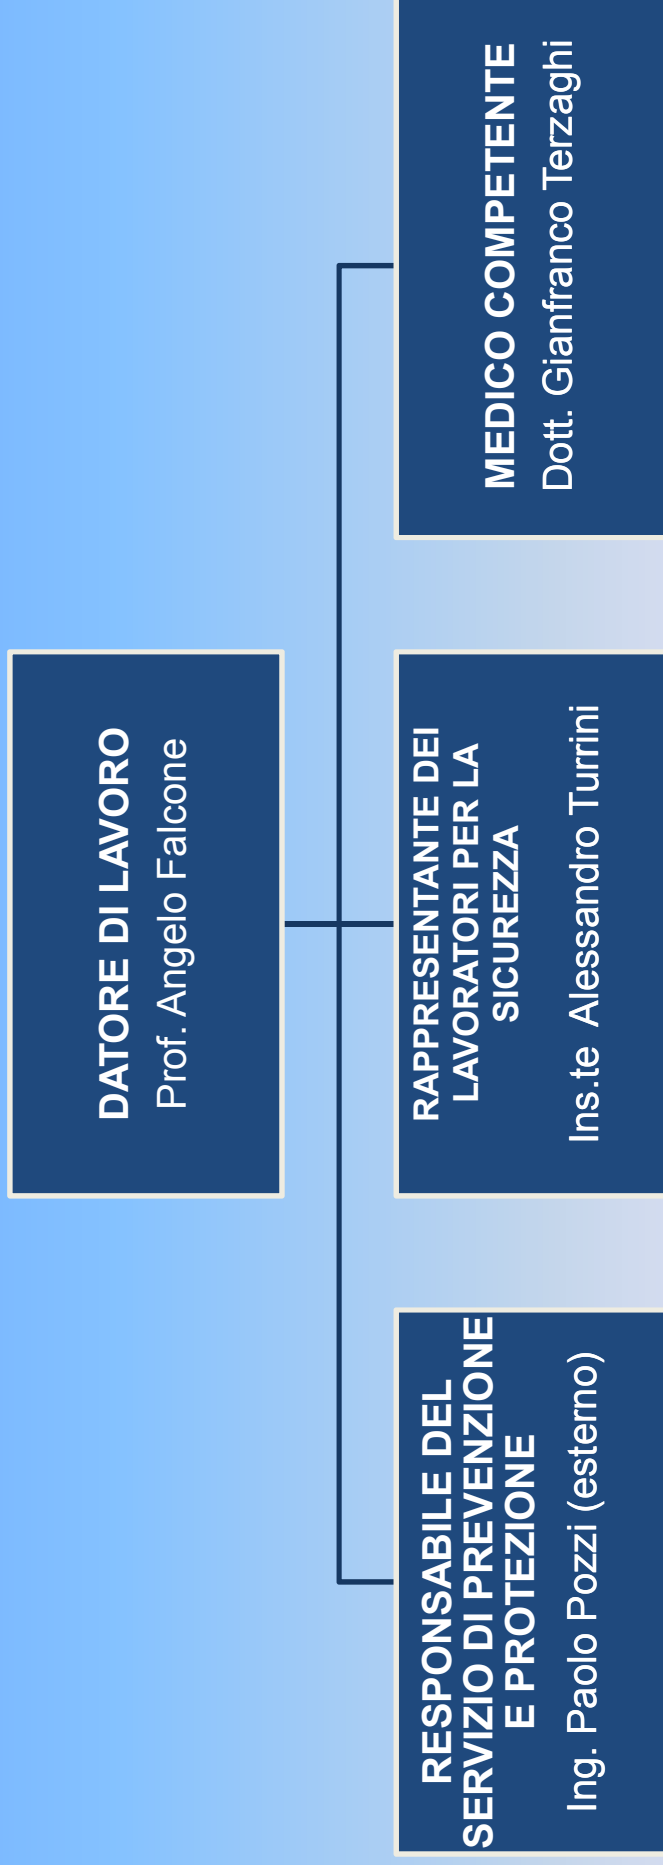 DATORE DI LAVORO
Prof. Angelo Falcone
RESPONSABILE DEL
SERVIZIO DI PREVENZIONE
E PROTEZIONE
Ing. Paolo Pozzi (esterno)
RAPPRESENTANTE DEI
LAVORATORI PER LA
SICUREZZA
Ins.te Alessandro Turrini
MEDICO COMPETENTE
Dott. Gianfranco Terzaghi